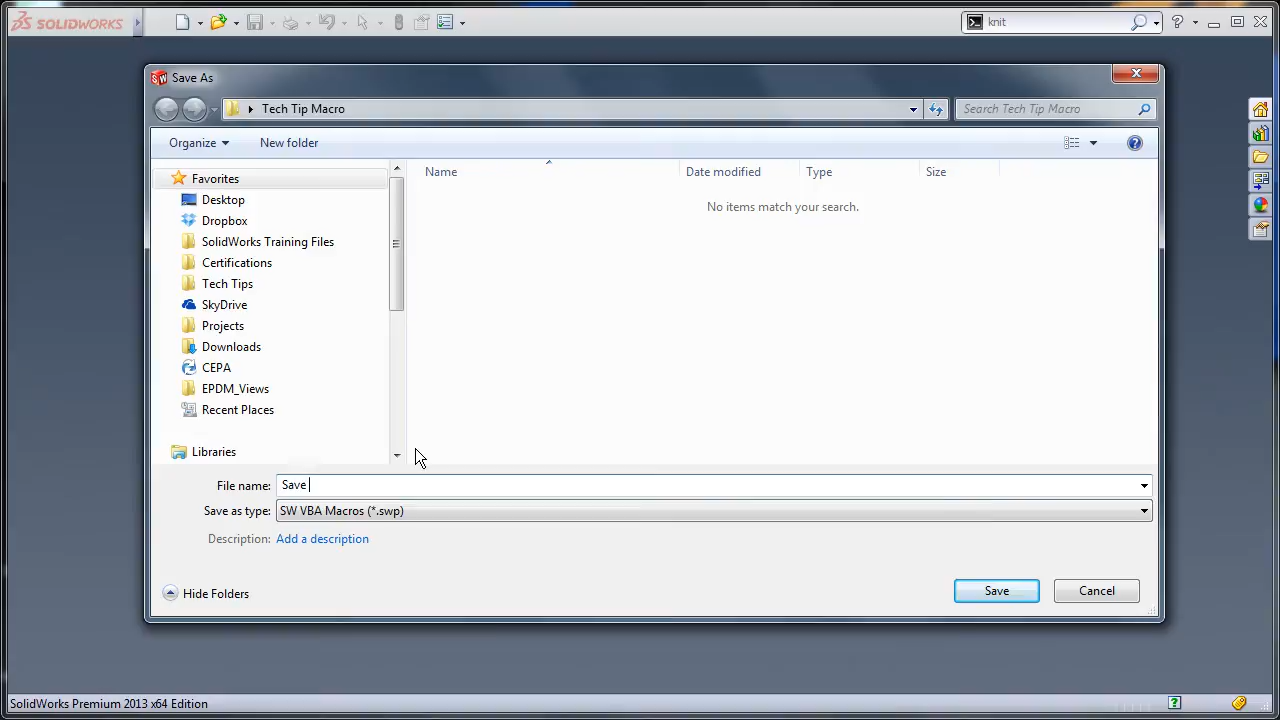 SOLIDWORKS
knit
Save As
Tech Tip Macro
Search Tech Tip Macro
Organize
New folder
Name
Date modified
Type
Size
No items match your search.
Favorites
Desktop
Dropbox
SolidWorks Training Files
Certifications
Tech Tips
SkyDrive
Projects
Downloads
CEPA
EPDM_Views
Recent Places
Libraries
File name:
Save
Save as type:
SW VBA Macros (*.swp)
Description:
Add a description
Hide Folders
Save
Cancel
SolidWorks Premium 2013 x64 Edition